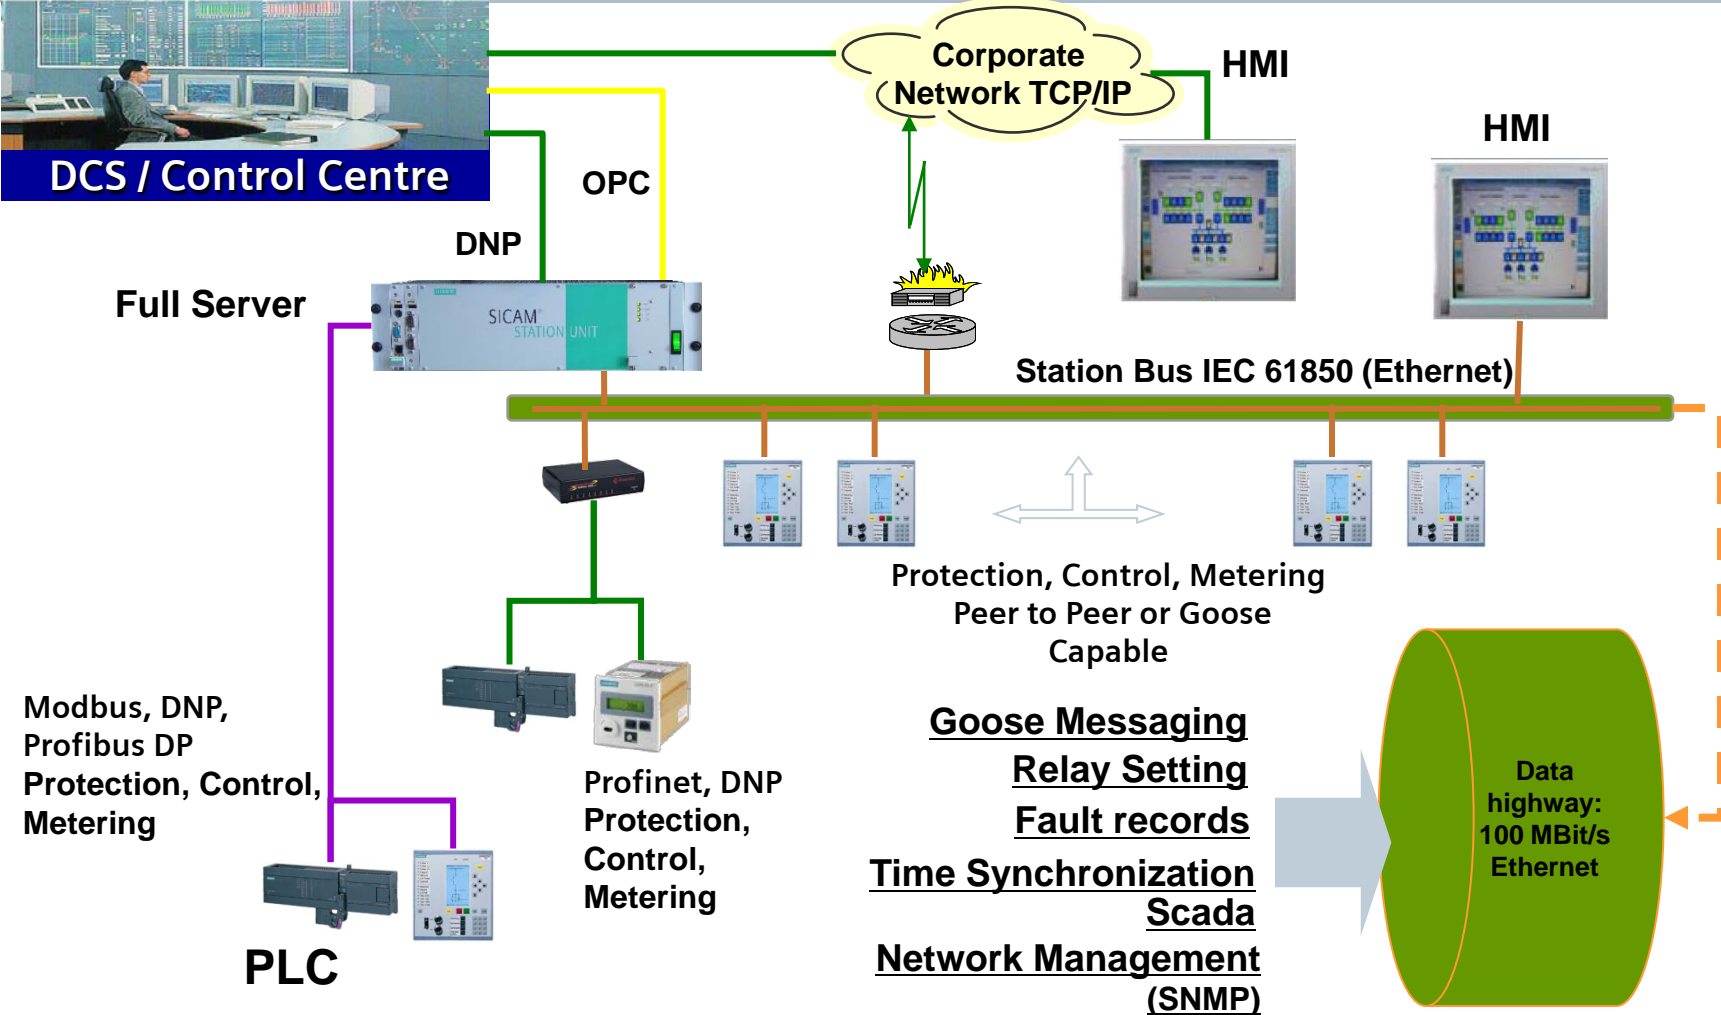 Corporate
Network TCP/IP
HMI
HMI
DCS / Control Centre
OPC
DNP
Full Server
SICAM
STATION UNIT
Station Bus IEC 61850 (Ethernet)
Protection, Control, Metering
Peer to Peer or Goose
Capable
Modbus, DNP,
Profibus DP
Protection, Control,
Metering
Profinet, DNP
Protection,
Control,
Metering
PLC
Goose Messaging
Relay Setting
Fault records
Time Synchronization
Scada
Network Management
(SNMP)
Data
highway:
100 MBit/s
Ethernet